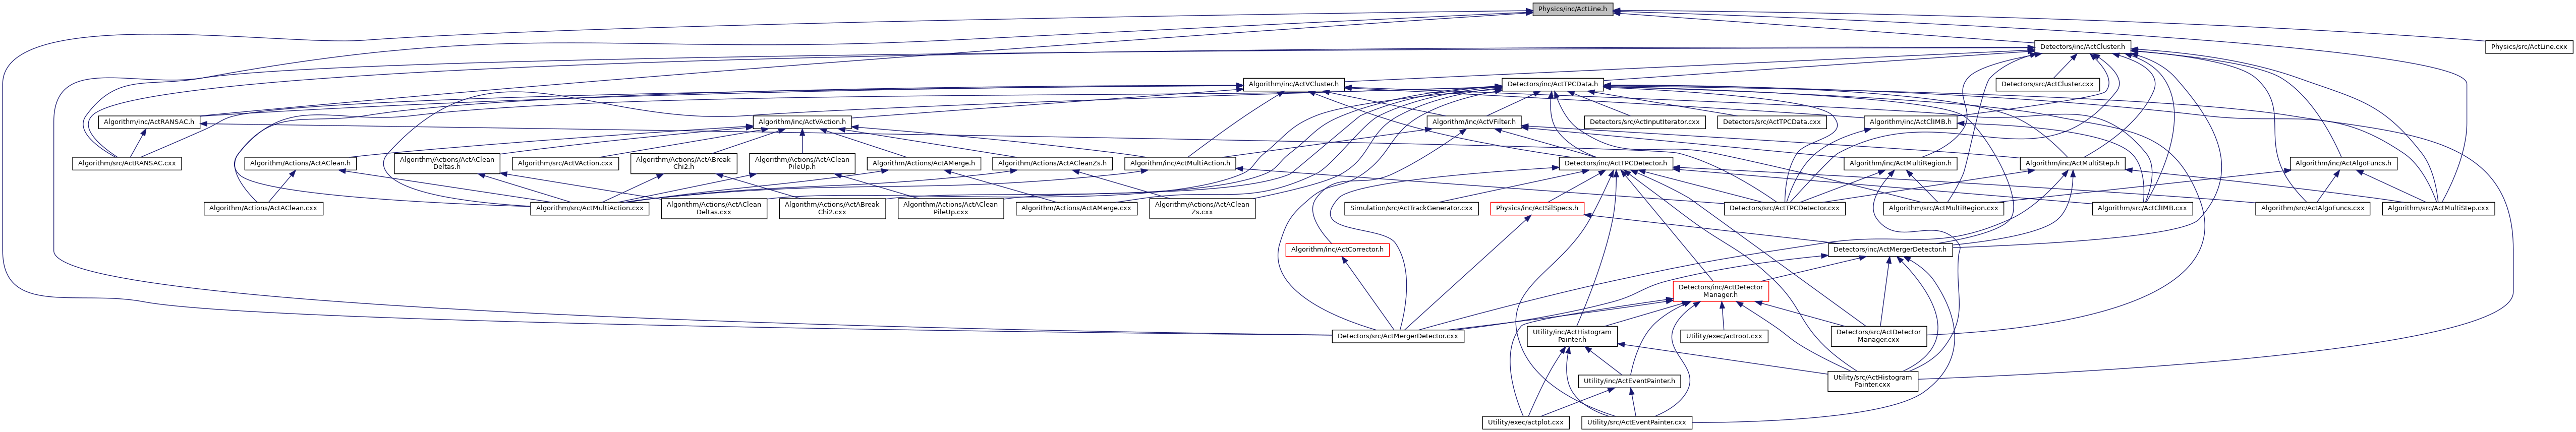 Physics/inc/ActLine.h
Detectors/inc/ActCluster.h
Physics/src/ActLine.cxx
Algorithm/inc/ActVCluster.h
Detectors/inc/ActTPCData.h
Detectors/src/ActCluster.cxx
Algorithm/inc/ActRANSAC.h
Algorithm/inc/ActVAction.h
Algorithm/inc/ActVFilter.h
Detectors/src/ActInputIterator.cxx
Detectors/src/ActTPCData.cxx
Algorithm/inc/ActCIIMB.h
Algorithm/src/ActRANSAC.cxx
Algorithm/Actions/ActAClean.h
Algorithm/Actions/ActAClean
Deltas.h
Algorithm/src/ActVAction.cxx
Algorithm/Actions/ActABreak
Chi2.h
Algorithm/Actions/ActAClean
PileUp.h
Algorithm/Actions/ActAMerge.h
Algorithm/Actions/ActACleanZs.h
Algorithm/inc/ActMultiAction.h
Detectors/inc/ActTPCDetector.h
Algorithm/inc/ActMultiRegion.h
Algorithm/inc/ActMultiStep.h
Algorithm/inc/ActAlgoFuncs.h
Algorithm/Actions/ActAClean.cxx
Algorithm/src/ActMultiAction.cxx
Algorithm/Actions/ActAClean
Deltas.cxx
Algorithm/Actions/ActABreak
Chi2.cxx
Algorithm/Actions/ActAClean
PileUp.cxx
Algorithm/Actions/ActAMerge.cxx
Algorithm/Actions/ActAClean
Zs.cxx
Simulation/src/ActTrackGenerator.cxx
Physics/inc/ActSilSpecs.h
Detectors/src/ActTPCDetector.cxx
Algorithm/src/ActMultiRegion.cxx
Algorithm/src/ActCIIMB.cxx
Algorithm/src/ActAlgoFuncs.cxx
Algorithm/src/ActMultiStep.cxx
Algorithm/inc/ActCorrector.h
Detectors/inc/ActMergerDetector.h
Detectors/inc/ActDetector
Manager.h
Detectors/src/ActMergerDetector.cxx
Utility/inc/ActHistogram
Painter.h
Utility/exec/actroot.cxx
Detectors/src/ActDetector
Manager.cxx
Utility/inc/ActEventPainter.h
Utility/src/ActHistogram
Painter.cxx
Utility/exec/actplot.cxx
Utility/src/ActEventPainter.cxx